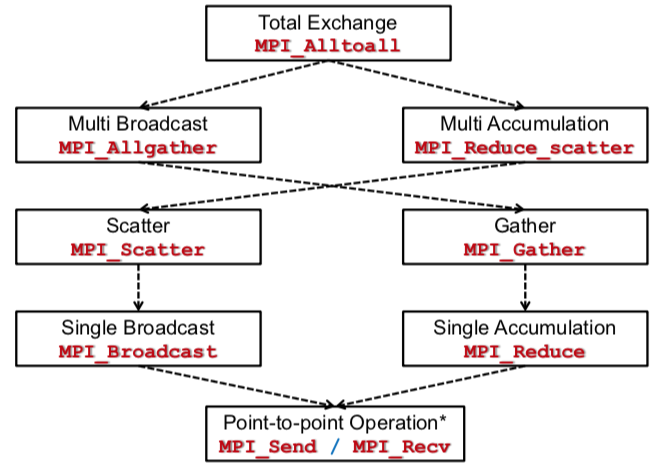 Total Exchange
MPI_Alltoall
Multi Broadcast
MPI_Allgather
Multi Accumulation
MPI_Reduce_scatter
Scatter
MPI_Scatter
Gather
MPI_Gather
Single Broadcast
MPI_Broadcast
Single Accumulation
MPI_Reduce
Point-to-point Operation*
MPI_Send / MPI_Recv